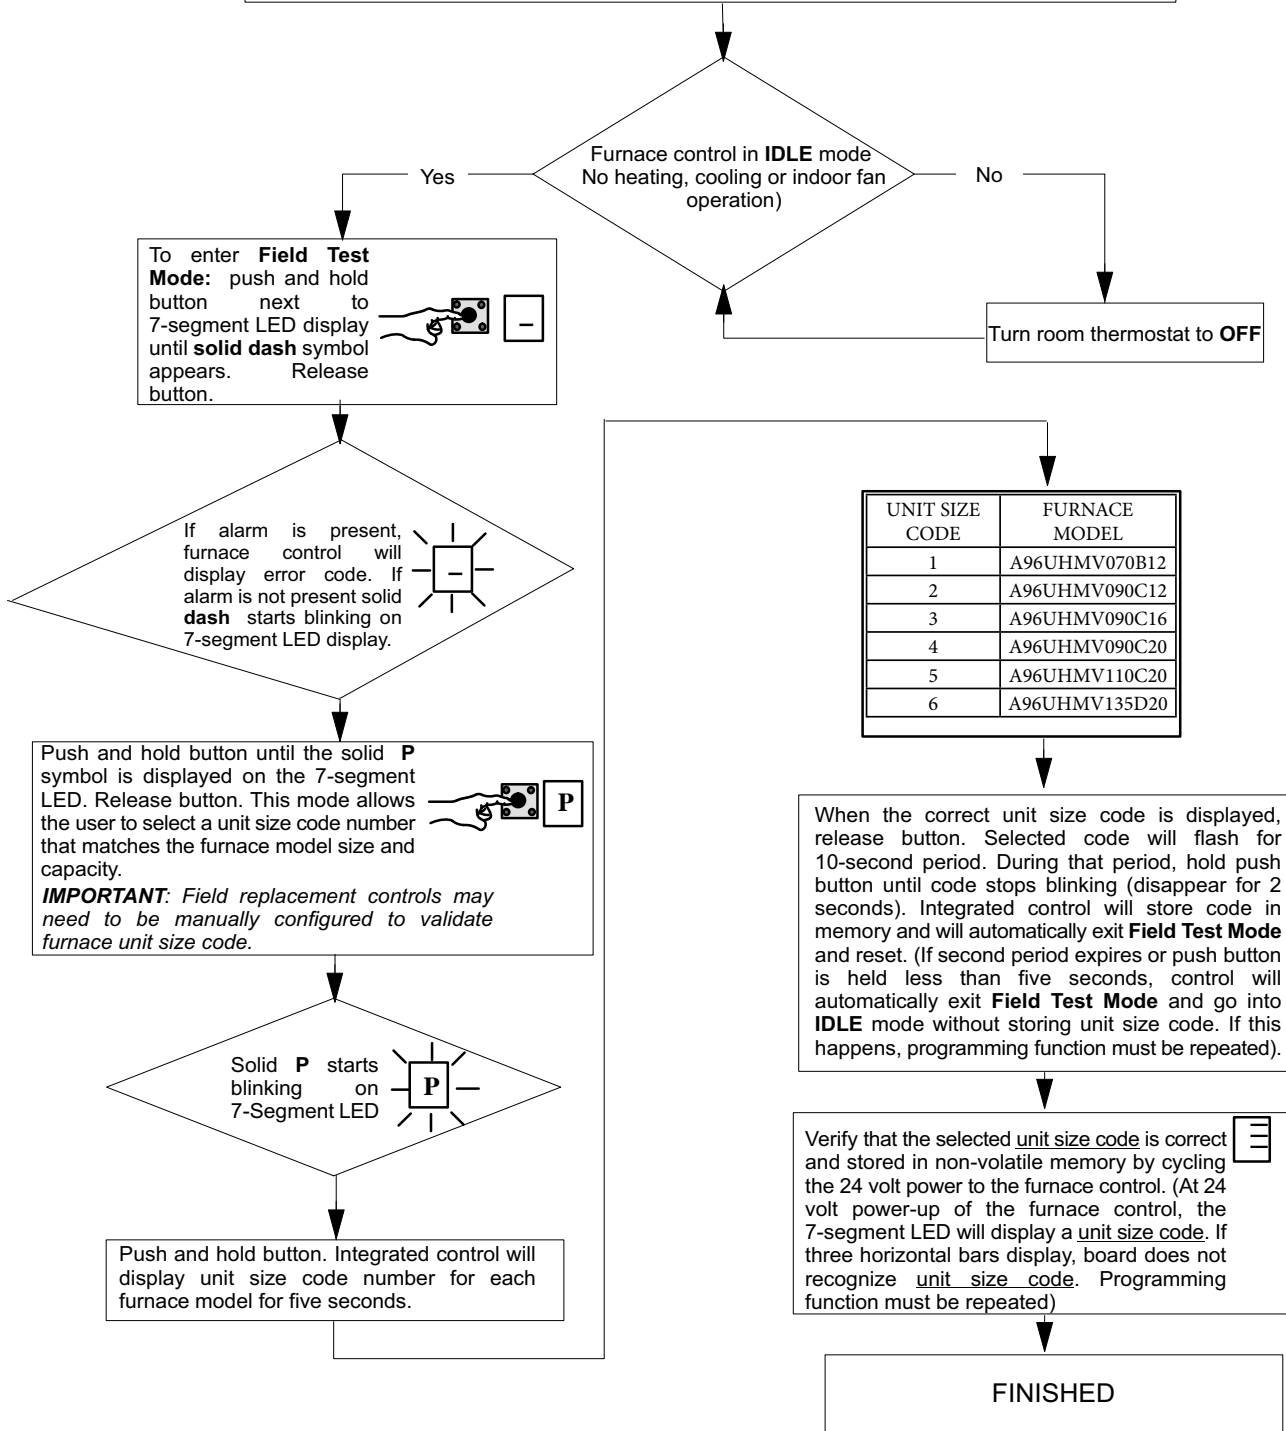 Furnace control in IDLE mode
No heating, cooling or indoor fan
operation)
Yes
No
To enter Field Test
Mode: push and hold
button next to
7-segment LED display
until solid dash symbol
appears. Release
button.
–
Turn room thermostat to OFF
If alarm is present,
furnace control will
display error code. If
alarm is not present solid
dash starts blinking on
7-segment LED display.
–
Push and hold button until the solid P
symbol is displayed on the 7-segment
LED. Release button. This mode allows
the user to select a unit size code number
that matches the furnace model size and
capacity.
P
IMPORTANT: Field replacement controls may
need to be manually configured to validate
furnace unit size code.
Solid P starts
blinking on
7-Segment LED
P
Push and hold button. Integrated control will
display unit size code number for each
furnace model for five seconds.
UNIT SIZE CODE FURNACE MODEL
1 A96UHMV070B12
2 A96UHMV090C12
3 A96UHMV090C16
4 A96UHMV090C20
5 A96UHMV110C20
6 A96UHMV135D20
When the correct unit size code is displayed,
release button. Selected code will flash for
10-second period. During that period, hold push
button until code stops blinking (disappear for 2
seconds). Integrated control will store code in
memory and will automatically exit Field Test Mode
and reset. (If second period expires or push button
is held less than five seconds, control will
automatically exit Field Test Mode and go into
IDLE mode without storing unit size code. If this
happens, programming function must be repeated).
Verify that the selected unit size code is correct
and stored in non-volatile memory by cycling
the 24 volt power to the furnace control. (At 24
volt power-up of the furnace control, the
7-segment LED will display a unit size code. If
three horizontal bars display, board does not
recognize unit size code. Programming
function must be repeated)
FINISHED